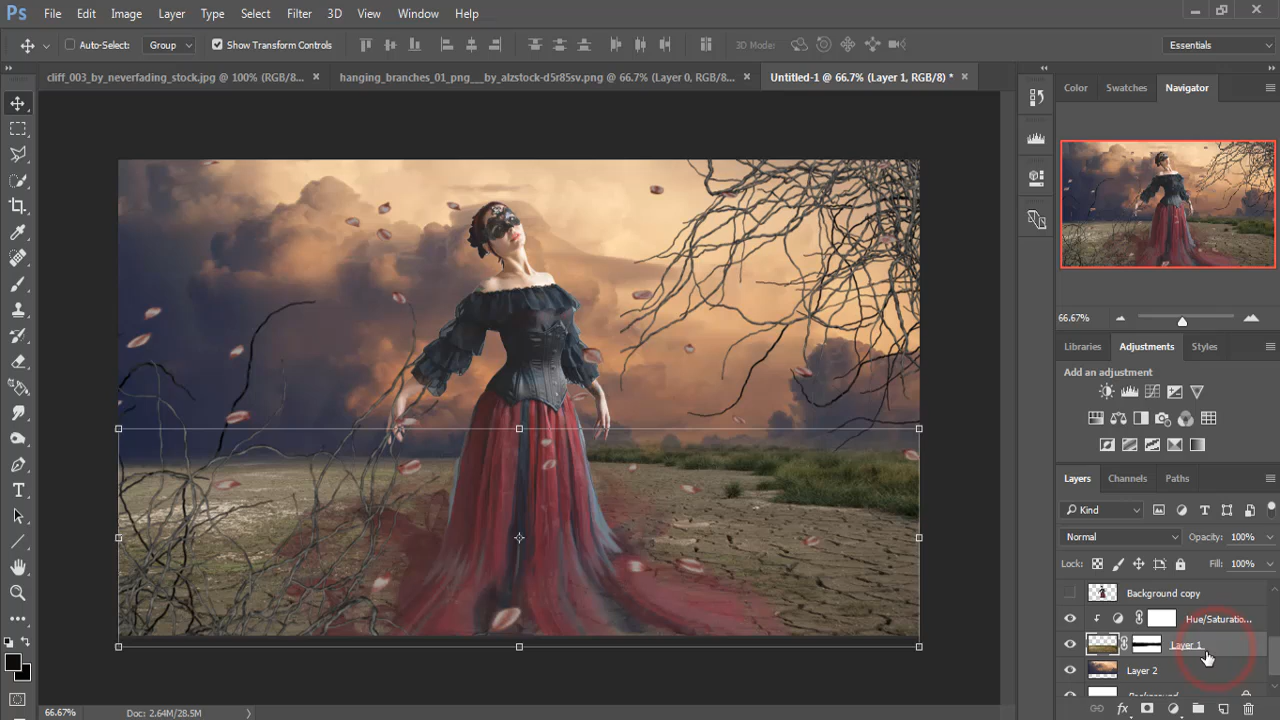 Ps File Edit Image Layer Type Select Filter 3D View Window Help
Auto-Select: Group Show Transform Controls 3D Mode: Essentials
cliff_003_by_neverfading_stock.jpg @ 100% (RGB/8... × hanging_branches_01_png___by_alzstock-d5r85sv.png @ 66.7% (Layer 0, RGB/8... × Untitled-1 @ 66.7% (Layer 1, RGB/8) * ×
Color Swatches Navigator
66.67%
Libraries Adjustments Styles
Add an adjustment
Layers Channels Paths
Kind
Normal Opacity: 100%
Lock: Fill: 100%
Background copy
Hue/Saturatio...
Layer 1
Layer 2
Background
66.67% Doc: 2.64M/28.5M